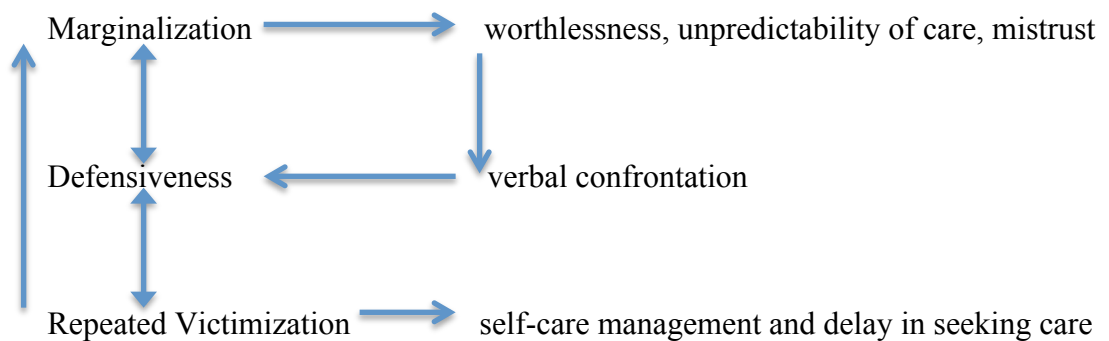 Marginalization worthlessness, unpredictability of care, mistrust
Defensiveness verbal confrontation
Repeated Victimization self-care management and delay in seeking care